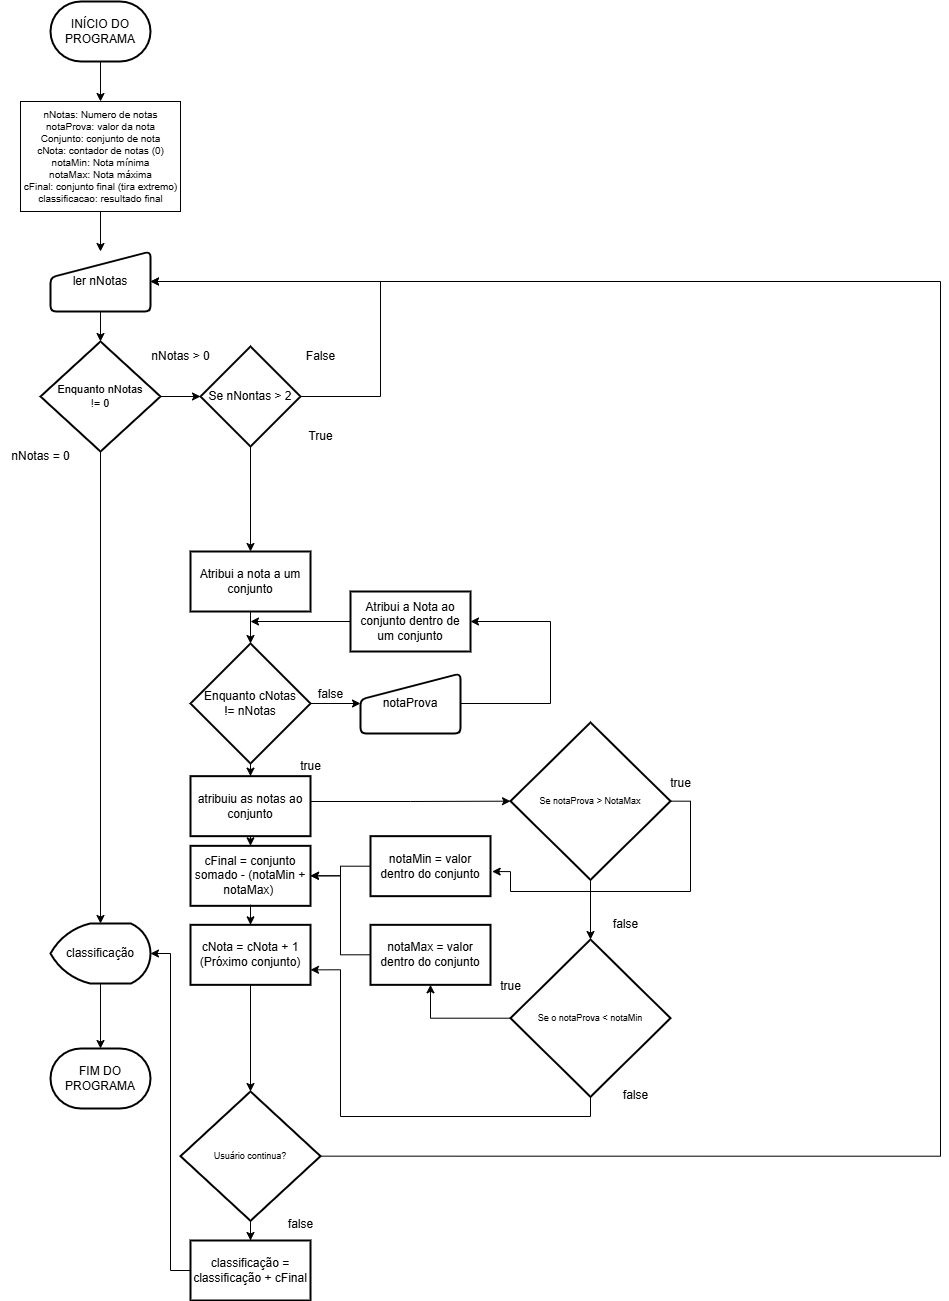 INÍCIO DO
PROGRAMA
nNotas: Numero de notas
notaProva: valor da nota
Conjunto: conjunto de nota
cNota: contador de notas (0)
notaMin: Nota mínima
notaMax: Nota máxima
cFinal: conjunto final (tira extremo)
classificacao: resultado final
ler nNotas
nNotas > 0
False
Enquanto nNotas
!= 0
Se nNontas > 2
True
nNotas = 0
Atribui a nota a um
conjunto
Atribui a Nota ao
conjunto dentro de
um conjunto
Enquanto cNotas
!= nNotas
false
notaProva
true
atribuiu as notas ao
conjunto
Se notaProva > NotaMax
true
cFinal = conjunto
somado - (notaMin +
notaMax)
notaMin = valor
dentro do conjunto
false
cNota = cNota + 1
(Próximo conjunto)
notaMax = valor
dentro do conjunto
true
Se o notaProva < notaMin
false
classificação
FIM DO
PROGRAMA
Usuário continua?
false
classificação =
classificação + cFinal